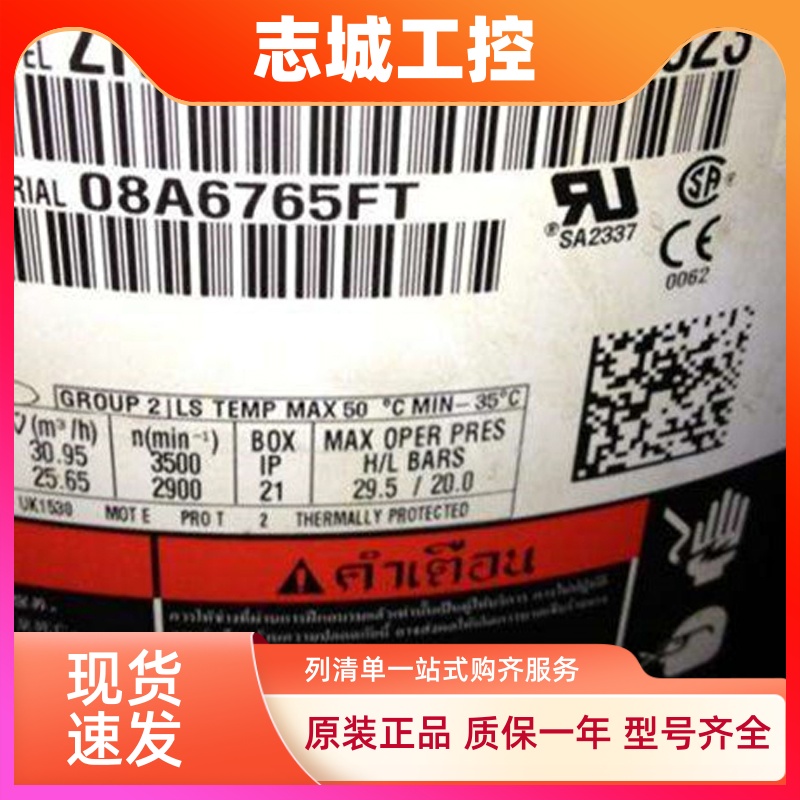 志城工控
RIAL 08A6765FT
SA2337
SA
CE
0062
GROUP 2 LS TEMP MAX 50 °C MIN - 35°C
V (m³/h) n(min⁻¹) BOX MAX OPER PRES
30.95 3500 IP H/L BARS
25.65 2900 21 29.5 / 20.0
UK1530 MOT E PRO T 2 THERMALLY PROTECTED
คำเตือน
现货
速发
列清单一站式购齐服务
原装正品 质保一年 型号齐全